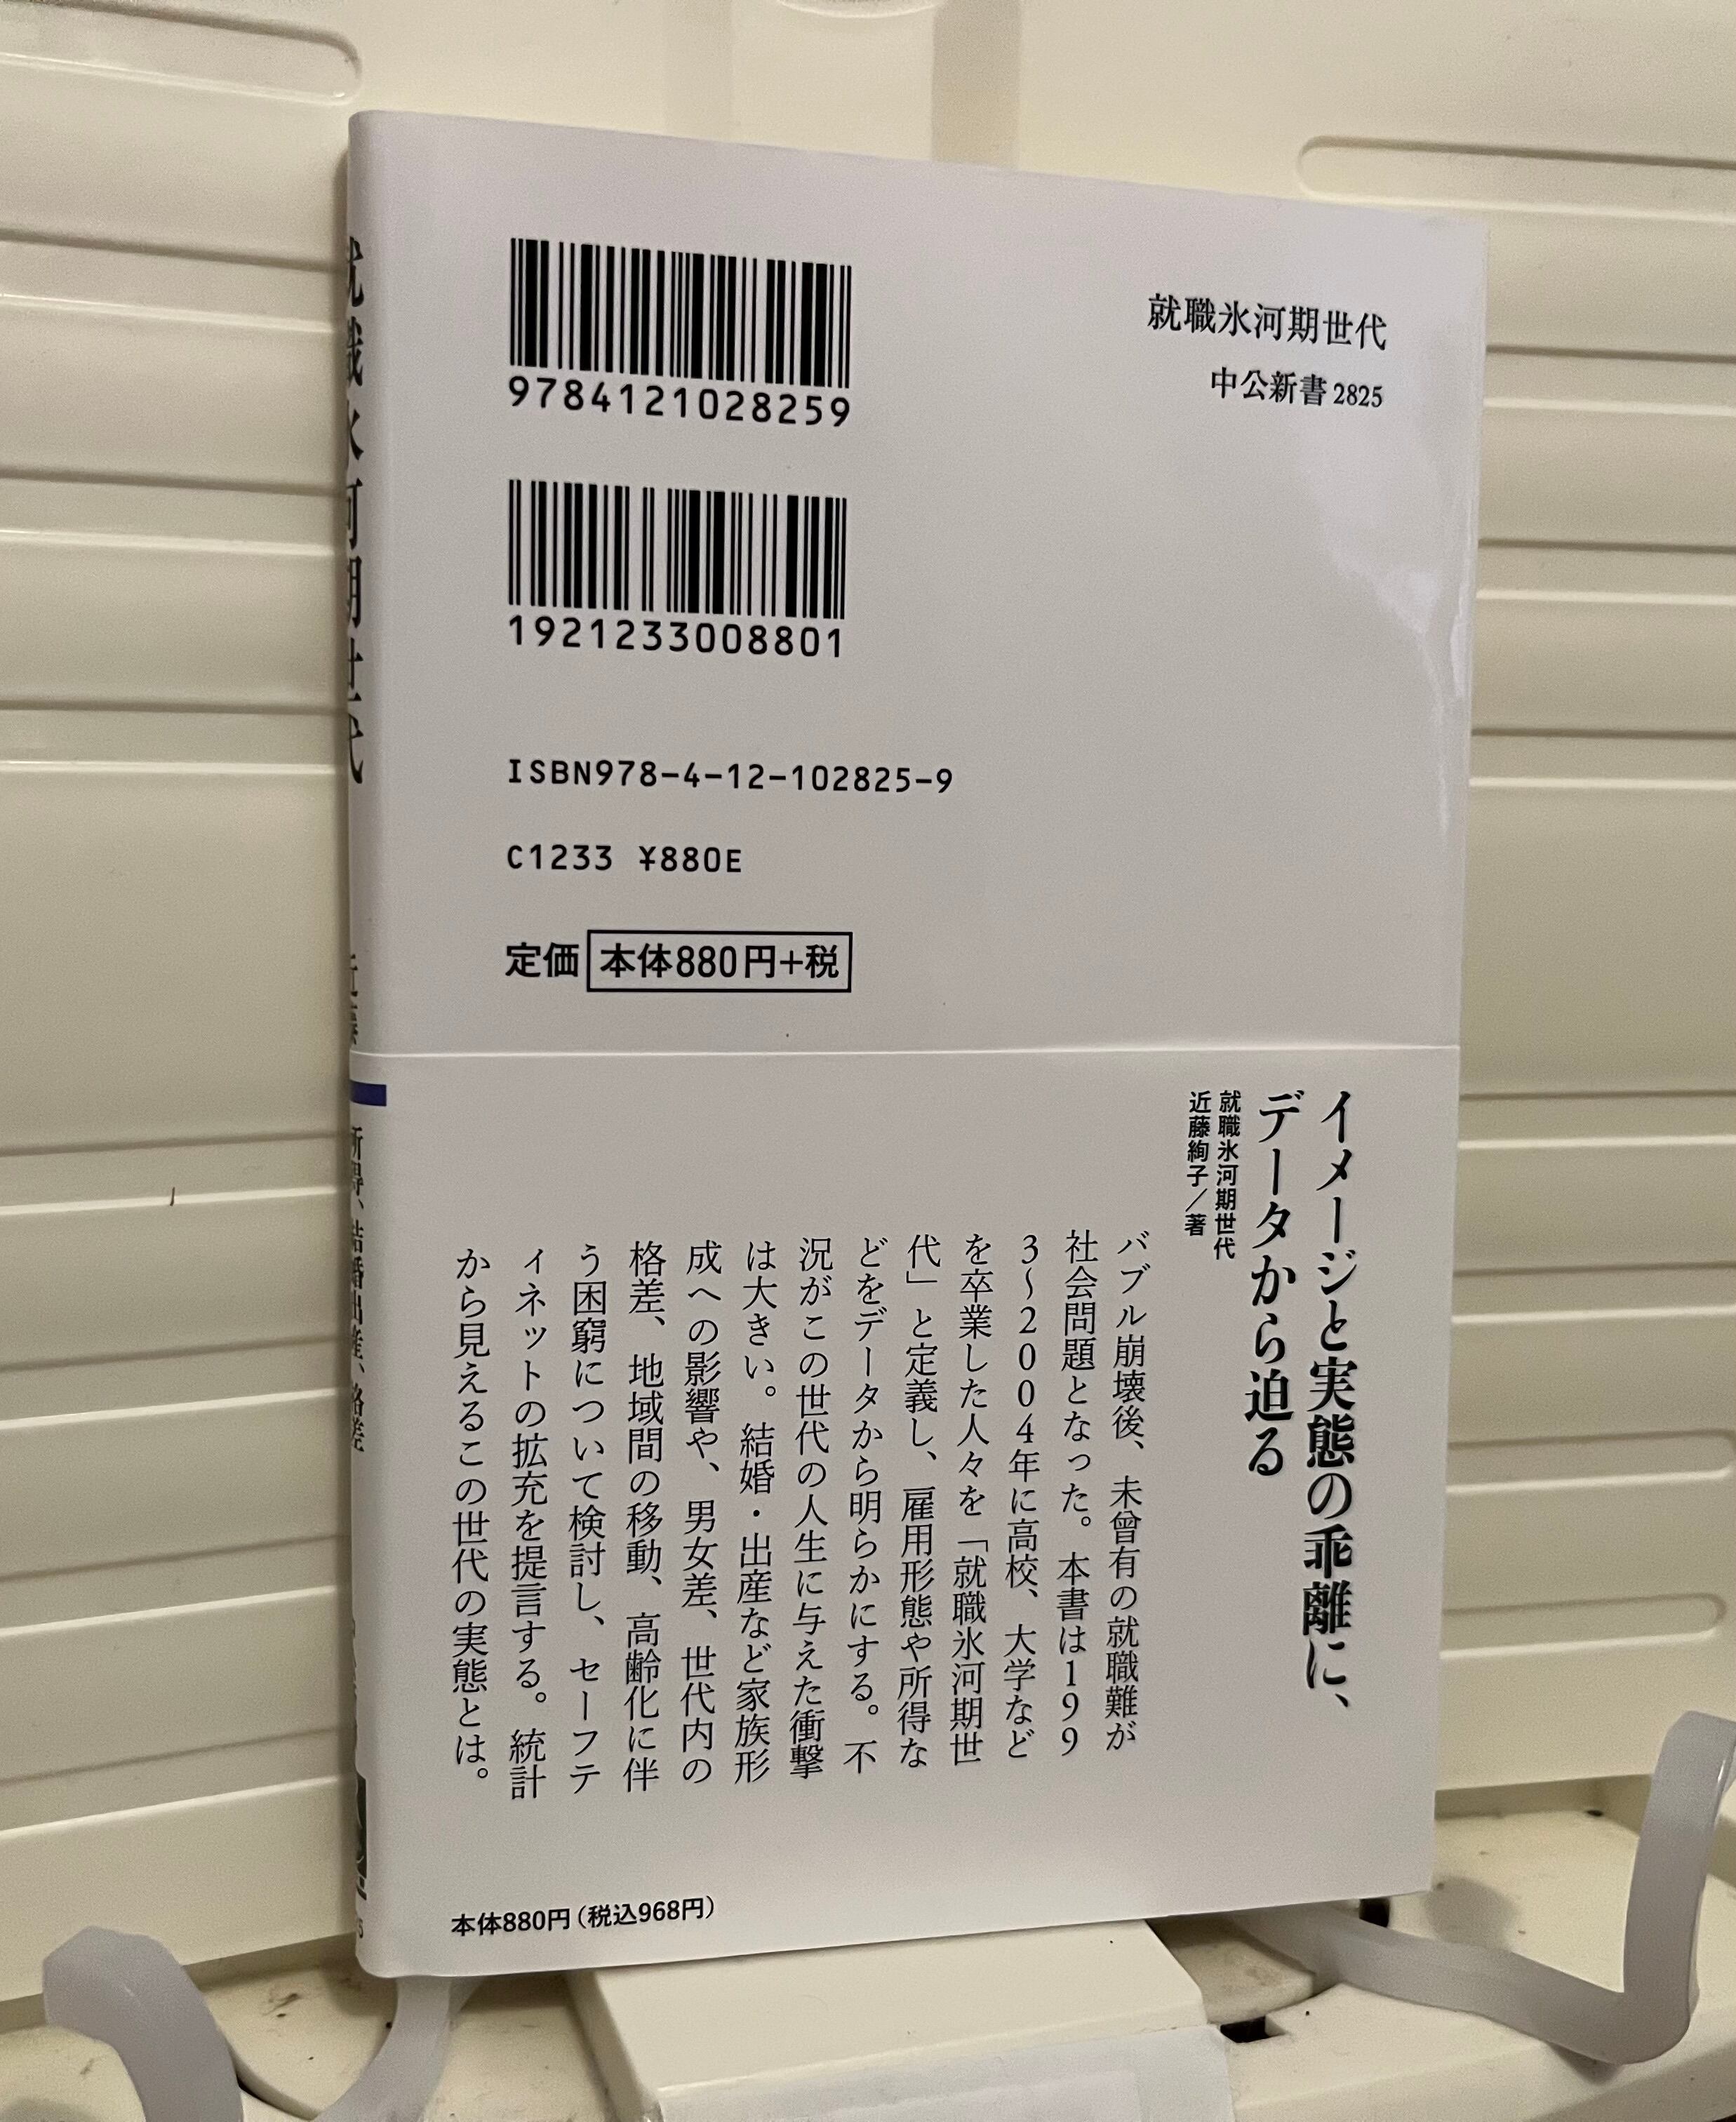 就職氷河期世代
中公新書 2825
9784121028259
1921233008801
ISBN978-4-12-102825-9
C1233 ¥880E
定価 本体880円+税
イメージと実態の乖離に、
データから迫る
就職氷河期世代
近藤絢子／著
バブル崩壊後、未曾有の就職難が
社会問題となった。本書は199
3〜2004年に高校、大学など
を卒業した人々を「就職氷河期世
代」と定義し、雇用形態や所得な
どをデータから明らかにする。不
況がこの世代の人生に与えた衝撃
は大きい。結婚・出産など家族形
成への影響や、男女差、世代内の
格差、地域間の移動、高齢化に伴
う困窮について検討し、セーフテ
ィネットの拡充を提言する。統計
から見えるこの世代の実態とは。
本体880円（税込968円）
就職氷河期世代
近藤
所得、結婚出産、格差